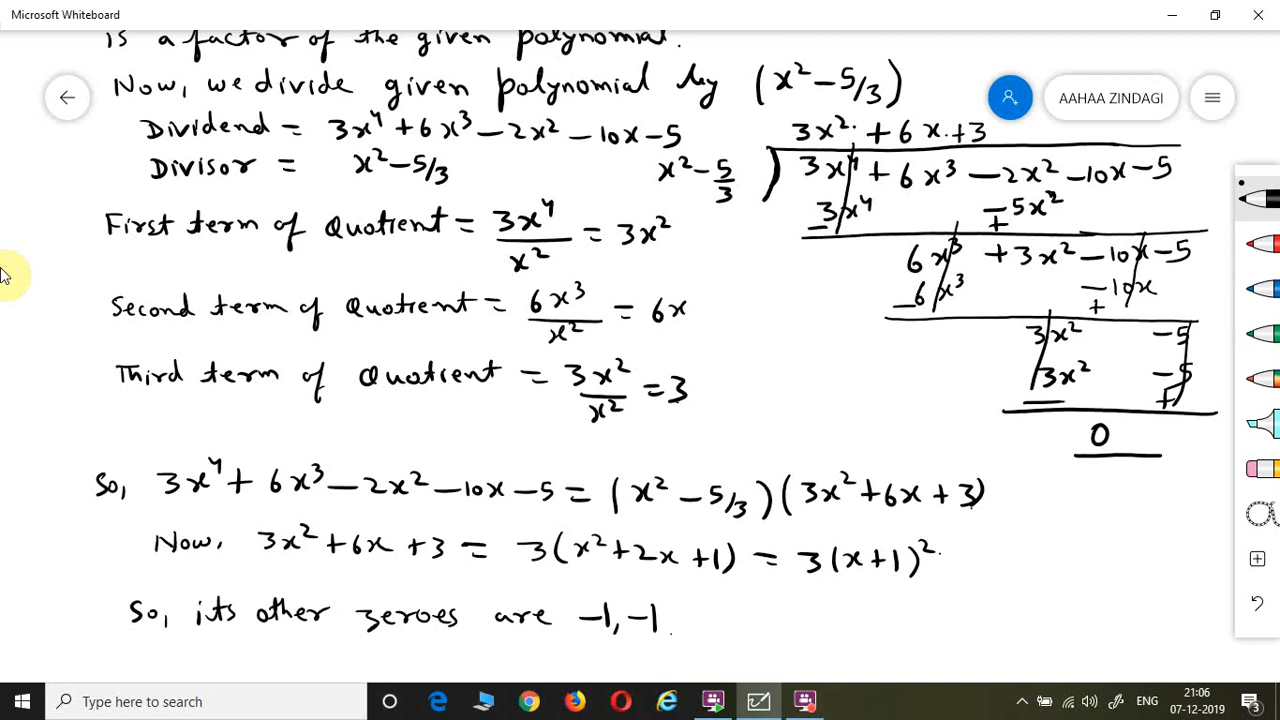 Microsoft Whiteboard
is a factor of the given polynomial.
Now, we divide given polynomial by (x² - 5/3)
AAHAA ZINDAGI
Dividend = 3x⁴ + 6x³ - 2x² - 10x - 5
Divisor = x² - 5/3
3x² + 6x + 3
x² - 5/3 ) 3x⁴ + 6x³ - 2x² - 10x - 5
3x⁴ - 5x²
- +
6x³ + 3x² - 10x - 5
6x³ - 10x
- +
3x² - 5
3x² - 5
- +
0
First term of Quotient = 3x⁴/x² = 3x²
Second term of Quotient = 6x³/x² = 6x
Third term of Quotient = 3x²/x² = 3
So, 3x⁴ + 6x³ - 2x² - 10x - 5 = (x² - 5/3)(3x² + 6x + 3)
Now, 3x² + 6x + 3 = 3(x² + 2x + 1) = 3(x + 1)².
So, its other zeroes are -1, -1.
Type here to search
ENG
21:06
07-12-2019
3